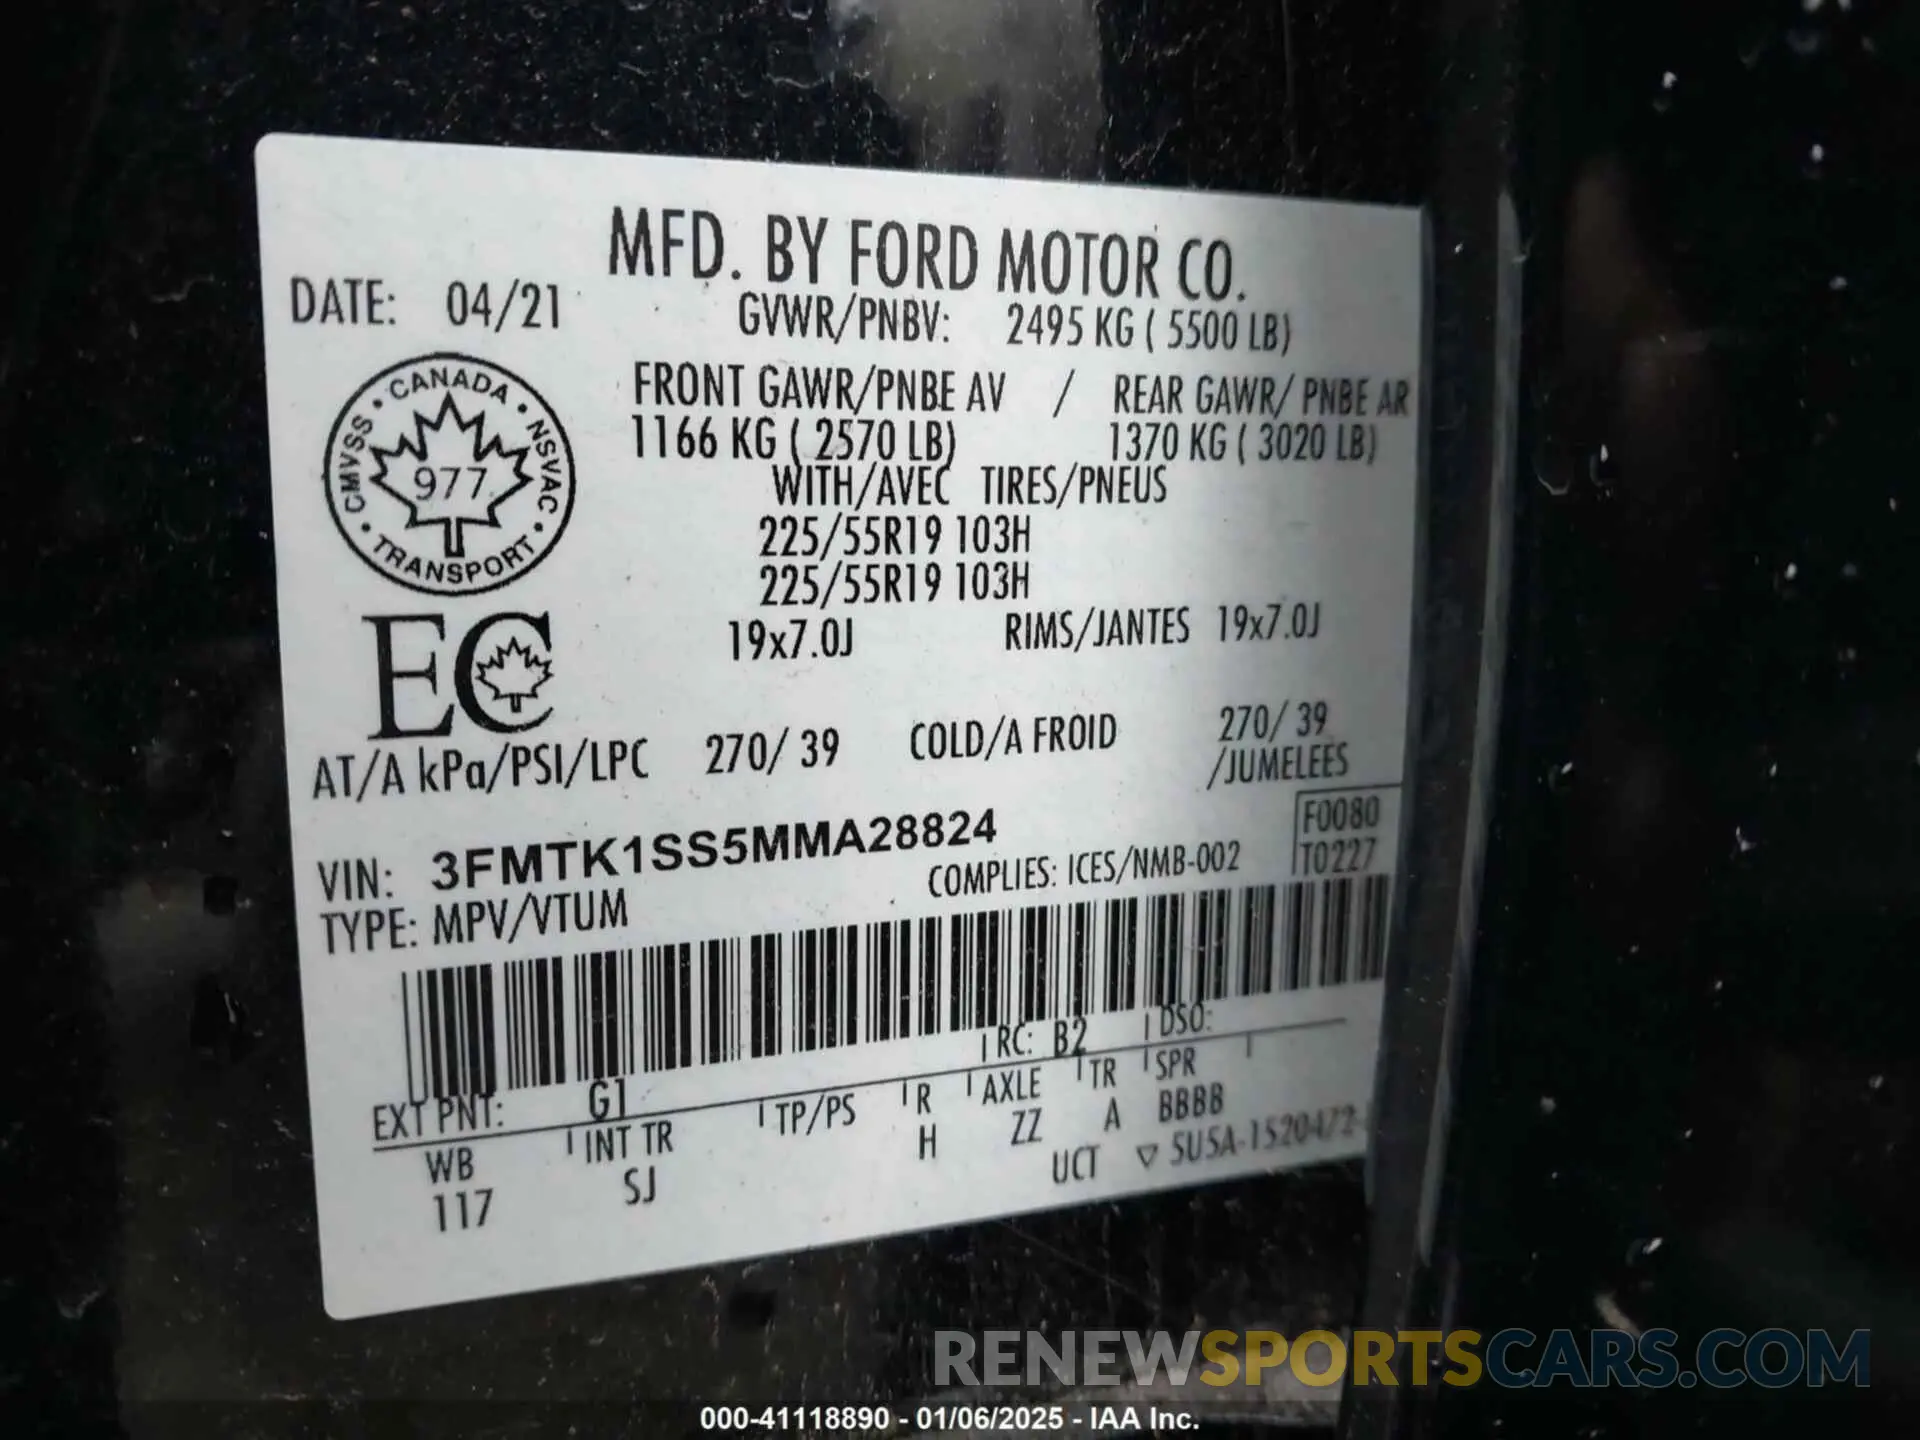 MFD. BY FORD MOTOR CO.
DATE: 04/21
GVWR/PNBV: 2495 KG ( 5500 LB)
CANADA • NSVAC • TRANSPORT • CMVSS •
977
FRONT GAWR/PNBE AV / REAR GAWR/ PNBE AR
1166 KG ( 2570 LB) 1370 KG ( 3020 LB)
WITH/AVEC TIRES/PNEUS
225/55R19 103H
225/55R19 103H
EC
19x7.0J RIMS/JANTES 19x7.0J
AT/A kPa/PSI/LPC 270/ 39 COLD/A FROID 270/ 39
/JUMELEES
F0080
T0227
VIN: 3FMTK1SS5MMA28824
COMPLIES: ICES/NMB-002
TYPE: MPV/VTUM
EXT PNT: G1 RC: B2 DSO:
WB INT TR TP/PS R AXLE TR SPR
117 SJ H ZZ A BBBB
UCT ▽
RENEWSPORTSCARS.COM
000-41118890 - 01/06/2025 - IAA Inc.